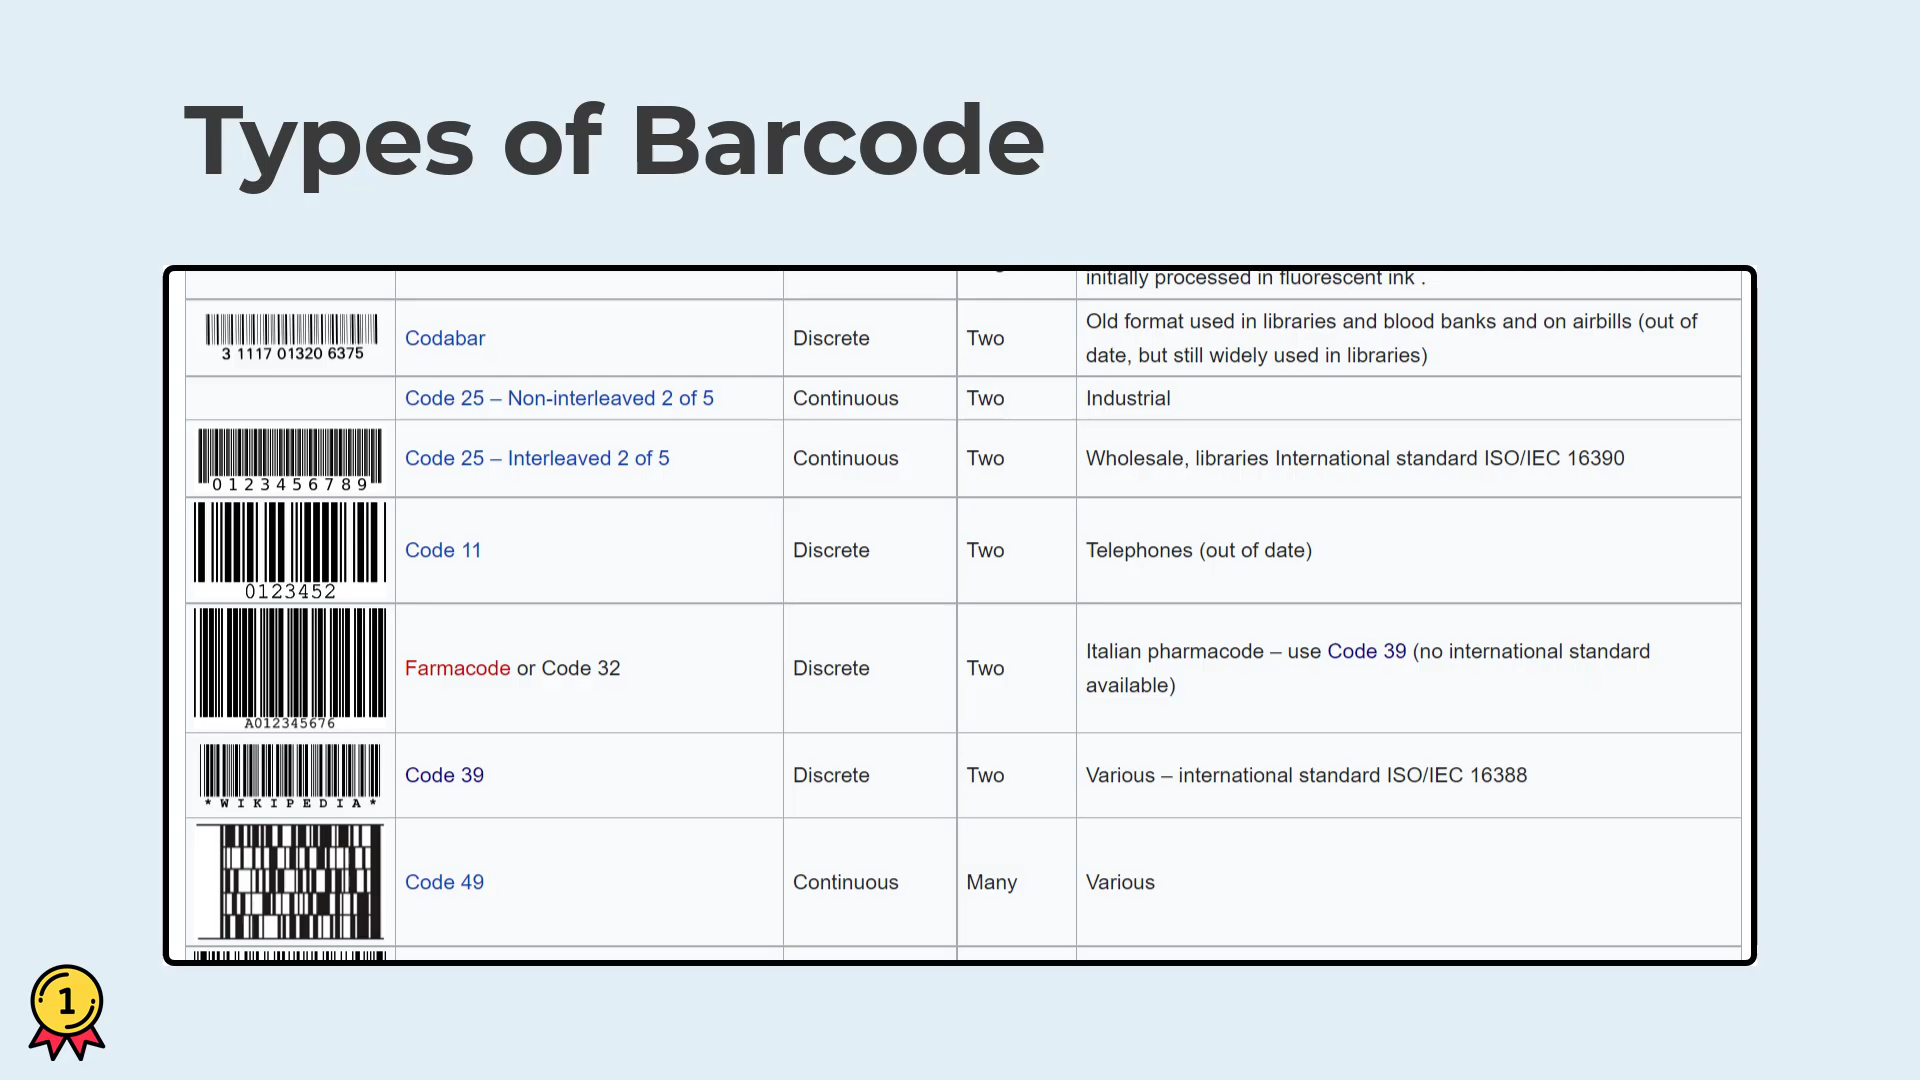 Types of Barcode
initially processed in fluorescent ink .
3 1117 01320 6375
Codabar
Discrete
Two
Old format used in libraries and blood banks and on airbills (out of
date, but still widely used in libraries)
Code 25 – Non-interleaved 2 of 5
Continuous
Two
Industrial
0 1 2 3 4 5 6 7 8 9
Code 25 – Interleaved 2 of 5
Continuous
Two
Wholesale, libraries International standard ISO/IEC 16390
0123452
Code 11
Discrete
Two
Telephones (out of date)
A012345676
Farmacode or Code 32
Discrete
Two
Italian pharmacode – use Code 39 (no international standard
available)
* W I K I P E D I A *
Code 39
Discrete
Two
Various – international standard ISO/IEC 16388
Code 49
Continuous
Many
Various
1